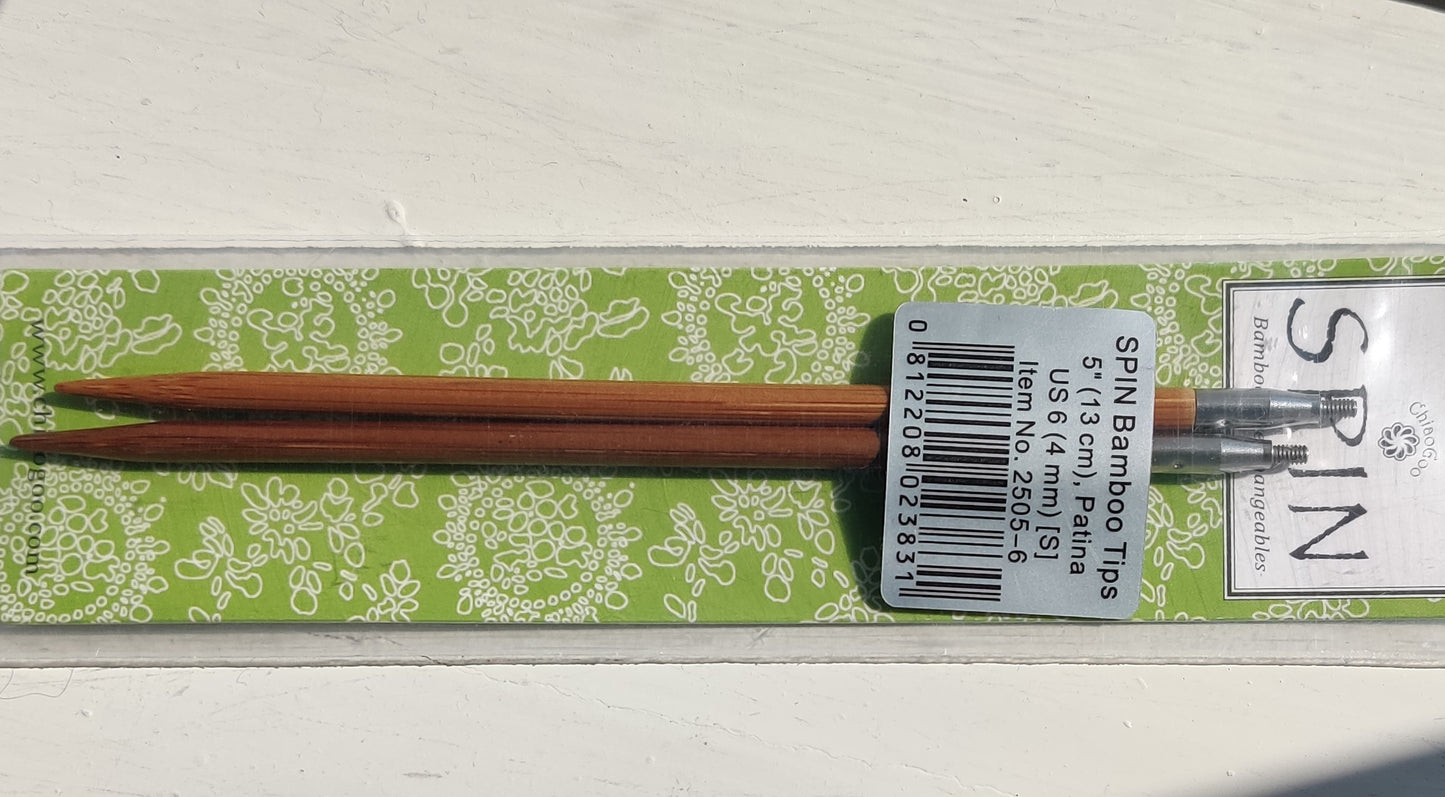 SPIN Bamboo Tips
5" (13 cm), Patina
US 6 (4 mm) [S]
Item No. 2505-6
0 812208 023831
ChiaoGoo
SPIN